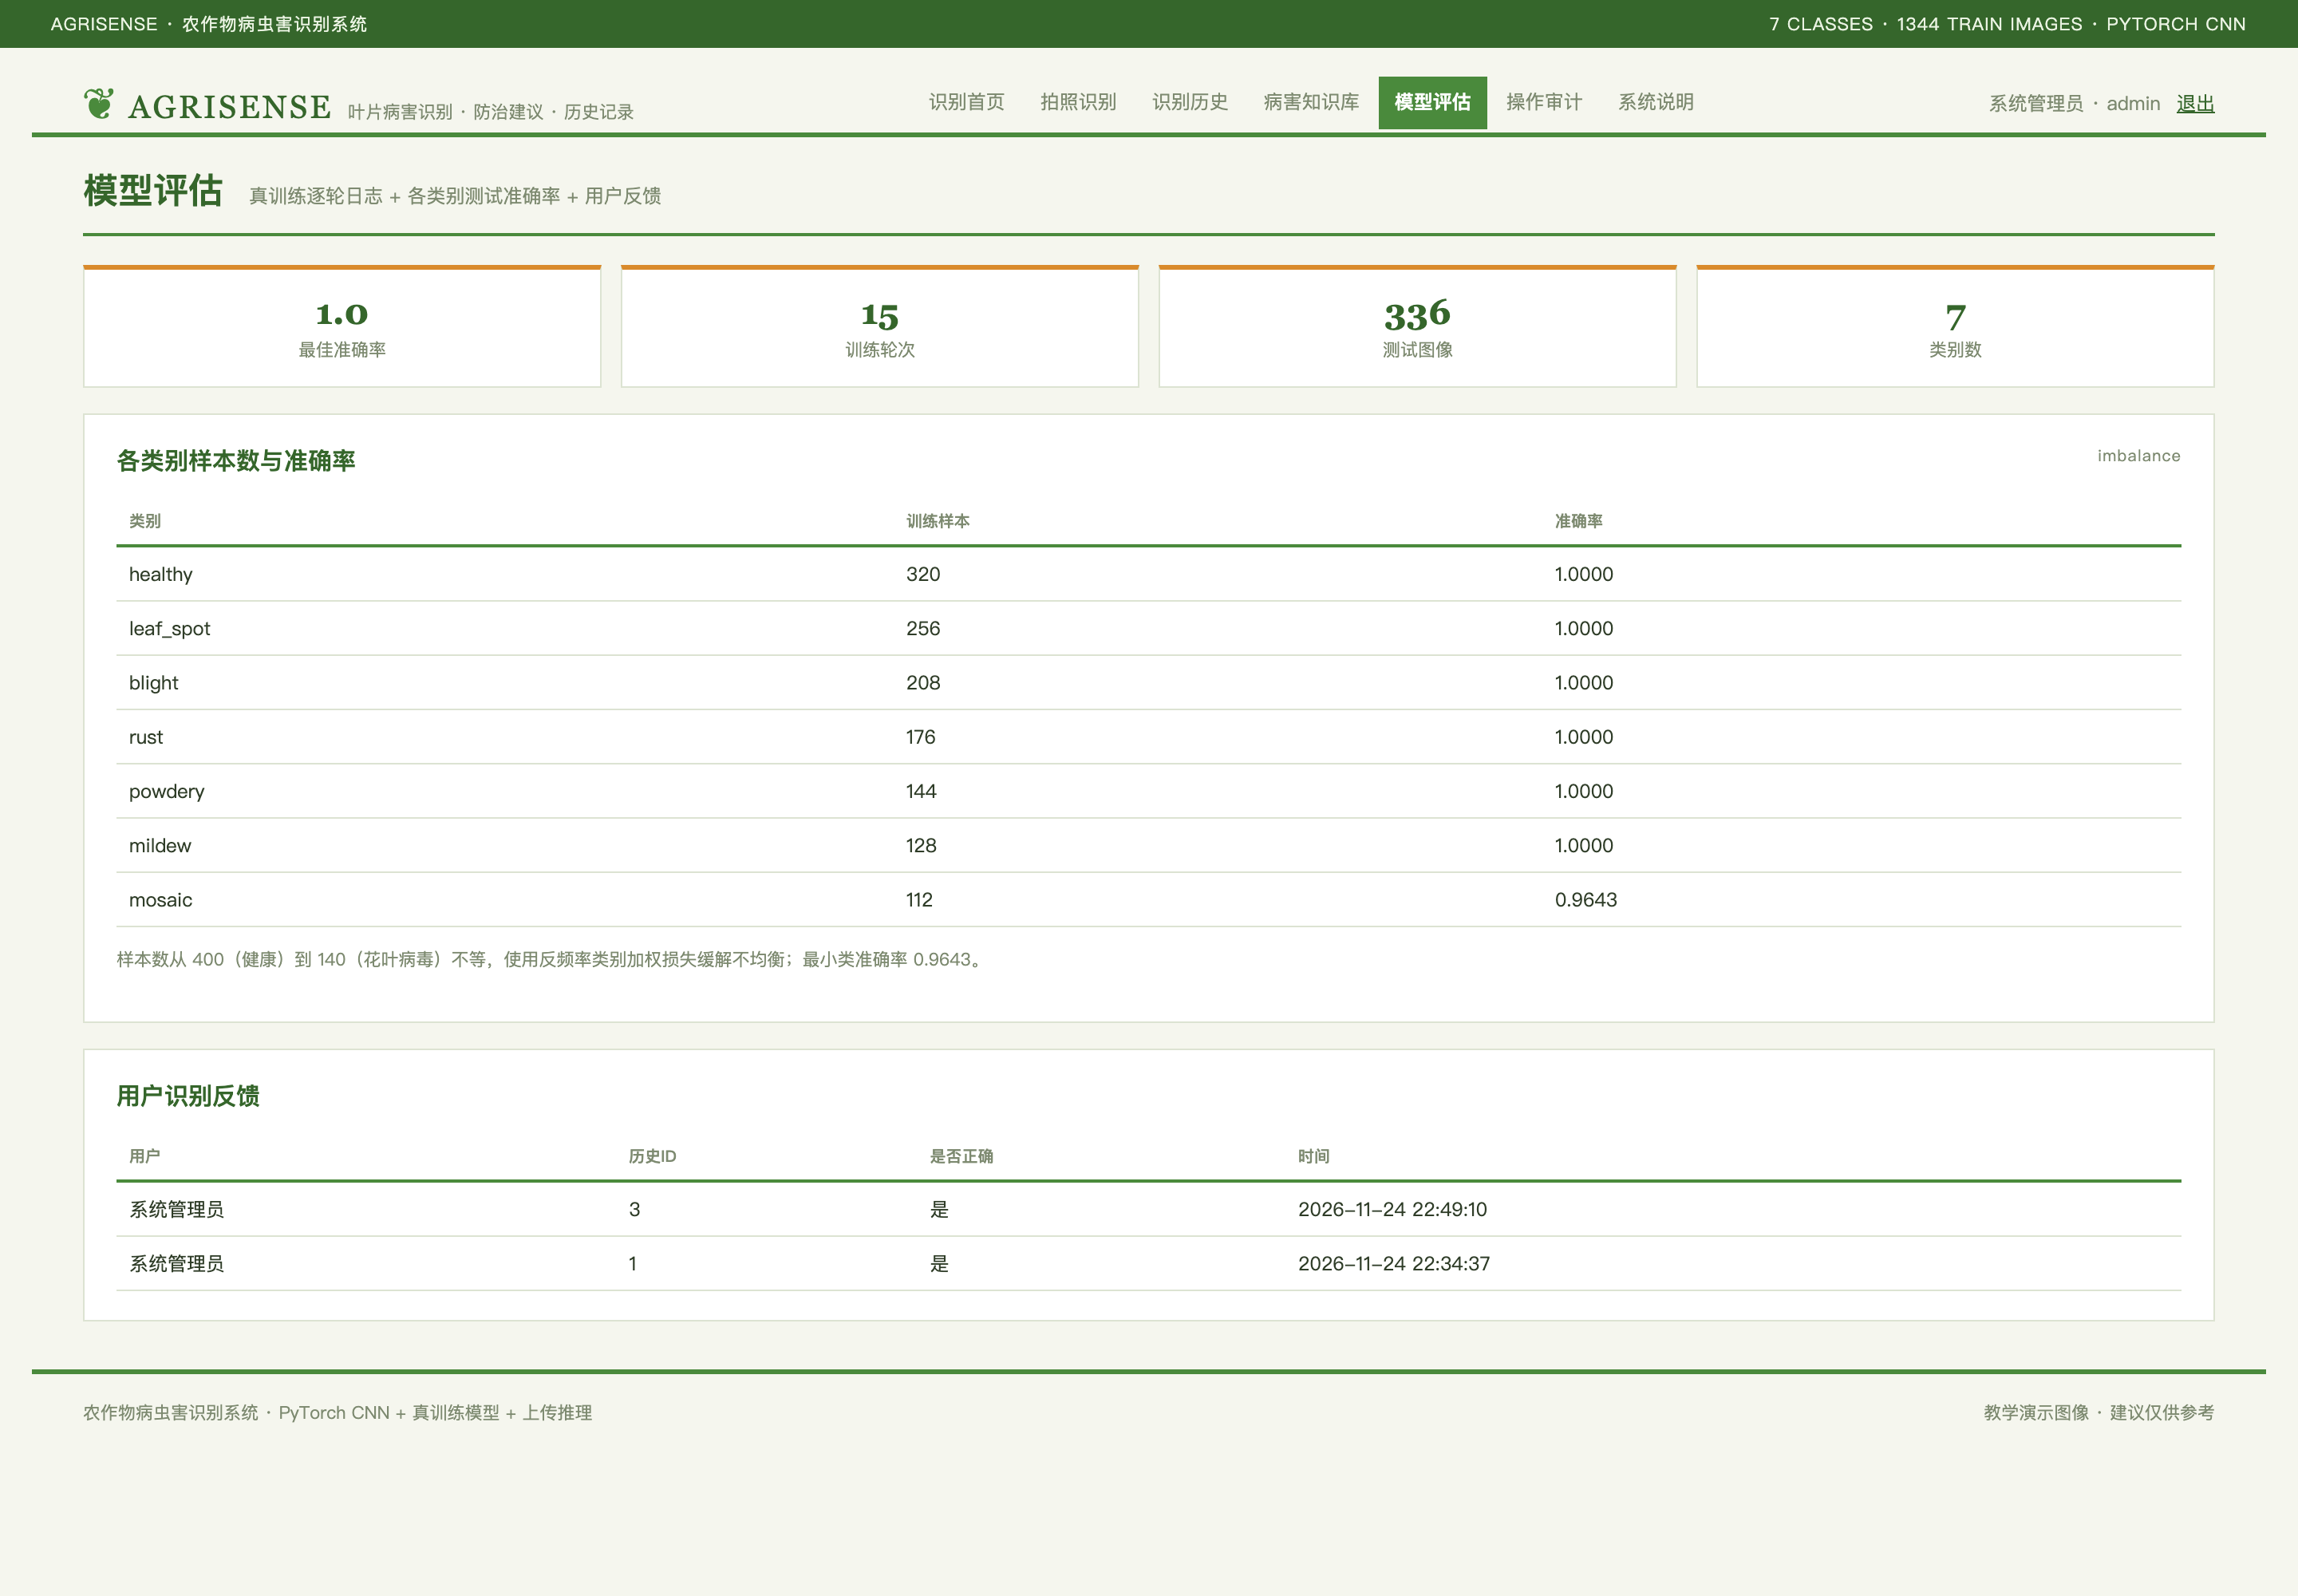 AGRISENSE · 农作物病虫害识别系统
7 CLASSES · 1344 TRAIN IMAGES · PYTORCH CNN
AGRISENSE 叶片病害识别 · 防治建议 · 历史记录
识别首页 拍照识别 识别历史 病害知识库 模型评估 操作审计 系统说明
系统管理员 · admin 退出
模型评估 真训练逐轮日志 + 各类别测试准确率 + 用户反馈
1.0
最佳准确率
15
训练轮次
336
测试图像
7
类别数
各类别样本数与准确率
imbalance
类别 训练样本 准确率
healthy 320 1.0000
leaf_spot 256 1.0000
blight 208 1.0000
rust 176 1.0000
powdery 144 1.0000
mildew 128 1.0000
mosaic 112 0.9643
样本数从 400（健康）到 140（花叶病毒）不等，使用反频率类别加权损失缓解不均衡；最小类准确率 0.9643。
用户识别反馈
用户 历史ID 是否正确 时间
系统管理员 3 是 2026-11-24 22:49:10
系统管理员 1 是 2026-11-24 22:34:37
农作物病虫害识别系统 · PyTorch CNN + 真训练模型 + 上传推理
教学演示图像 · 建议仅供参考